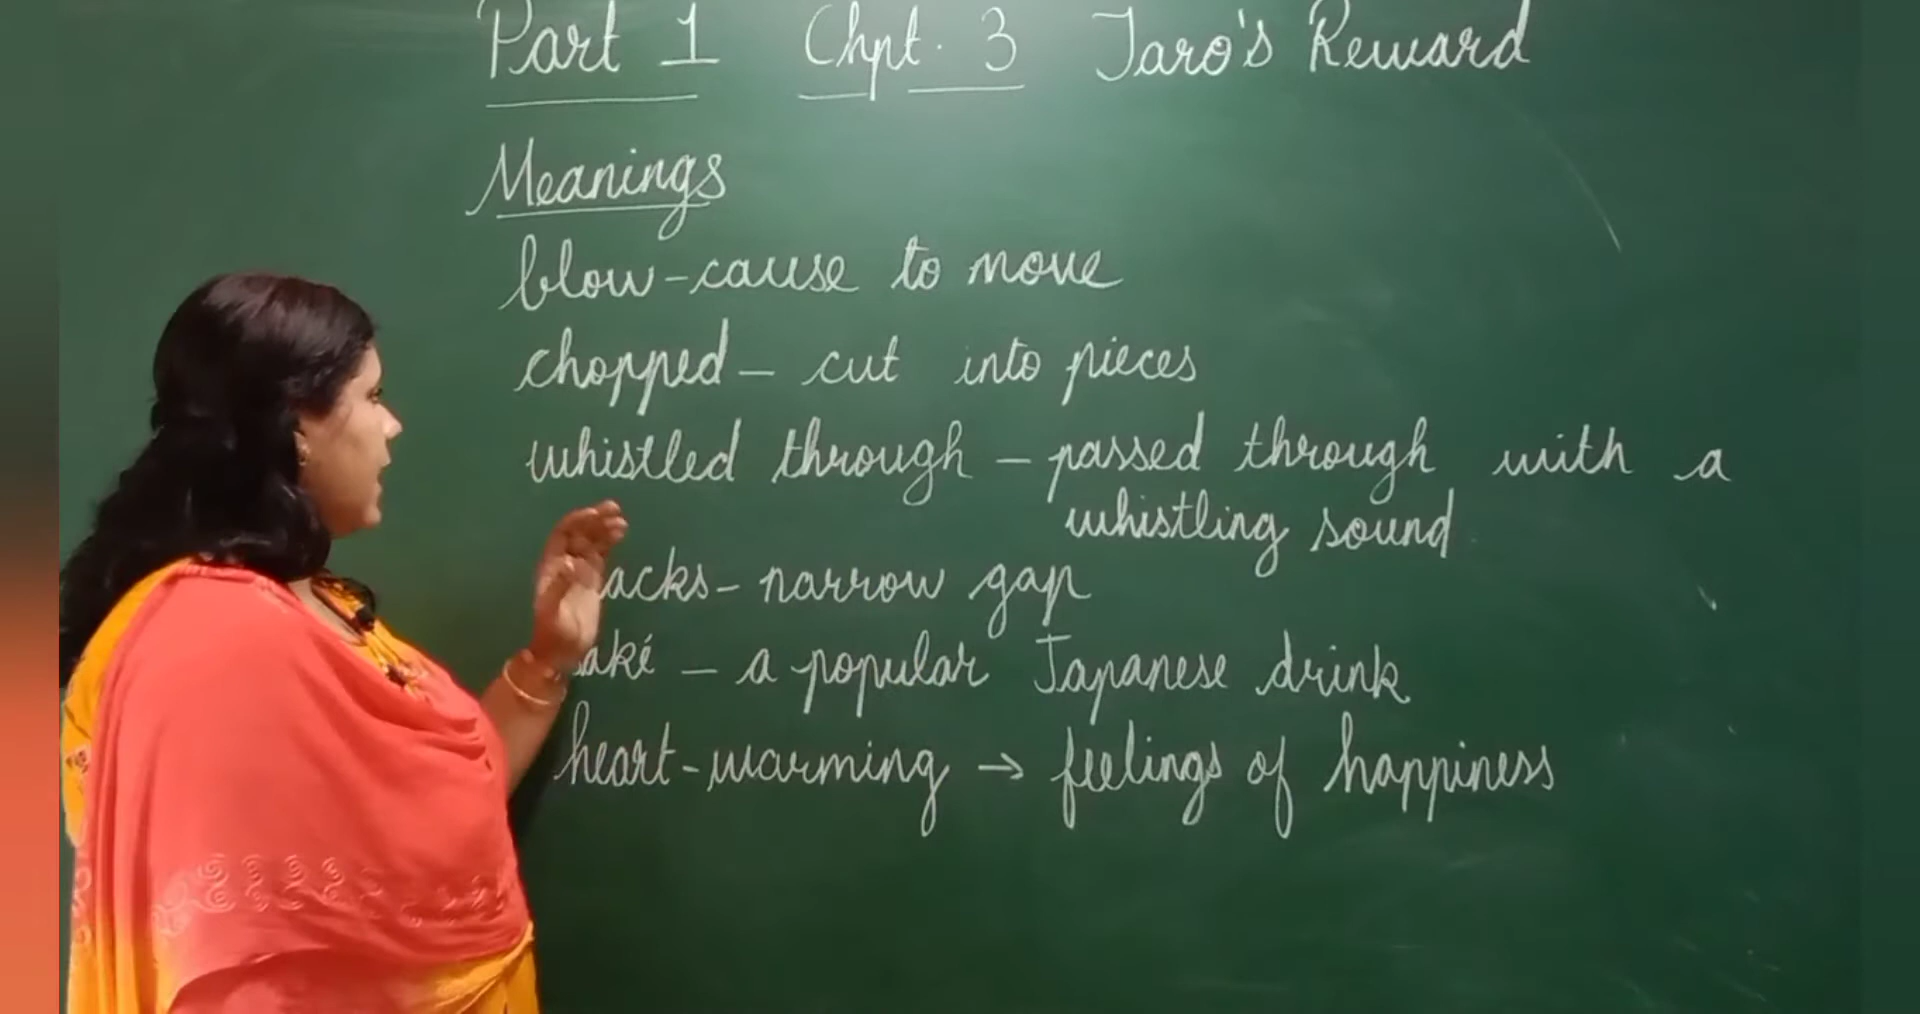 Part 1 Chpt. 3 Taro's Reward
Meanings
blow - cause to move
chopped - cut into pieces
whistled through - passed through with a
whistling sound
acks - narrow gap
aké - a popular Japanese drink
heart-warming → feelings of happiness